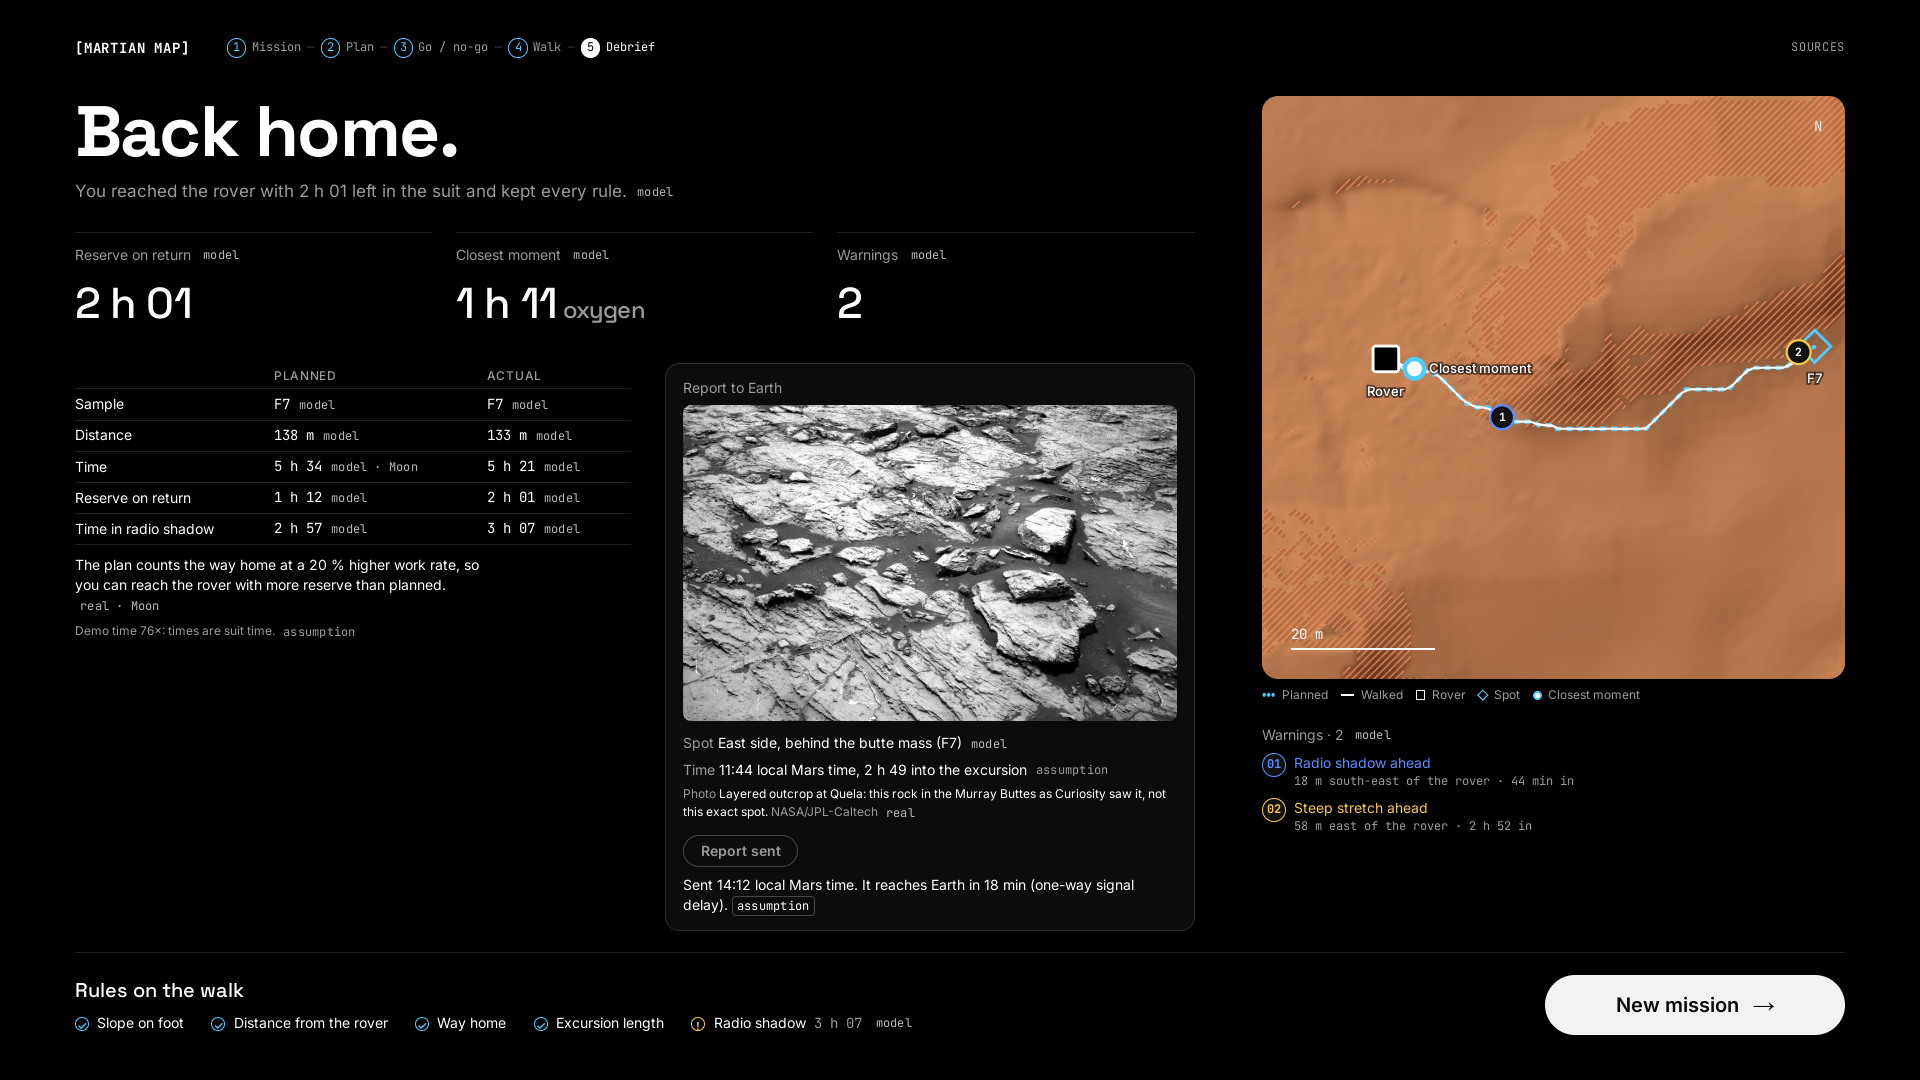 [MARTIAN MAP]
1 Mission — 2 Plan — 3 Go / no-go — 4 Walk — 5 Debrief
SOURCES
Back home.
You reached the rover with 2 h 01 left in the suit and kept every rule. model
Reserve on return model
2 h 01
Closest moment model
1 h 11 oxygen
Warnings model
2
PLANNED ACTUAL
Sample F7 model F7 model
Distance 138 m model 133 m model
Time 5 h 34 model · Moon 5 h 21 model
Reserve on return 1 h 12 model 2 h 01 model
Time in radio shadow 2 h 57 model 3 h 07 model
The plan counts the way home at a 20 % higher work rate, so
you can reach the rover with more reserve than planned.
real · Moon
Demo time 76×: times are suit time. assumption
Report to Earth
Spot East side, behind the butte mass (F7) model
Time 11:44 local Mars time, 2 h 49 into the excursion assumption
Photo Layered outcrop at Quela: this rock in the Murray Buttes as Curiosity saw it, not
this exact spot. NASA/JPL-Caltech real
Report sent
Sent 14:12 local Mars time. It reaches Earth in 18 min (one-way signal
delay). assumption
N
Closest moment
Rover
1
2
F7
20 m
Planned Walked Rover Spot Closest moment
Warnings · 2 model
01 Radio shadow ahead
18 m south-east of the rover · 44 min in
02 Steep stretch ahead
58 m east of the rover · 2 h 52 in
Rules on the walk
Slope on foot Distance from the rover Way home Excursion length Radio shadow 3 h 07 model
New mission →